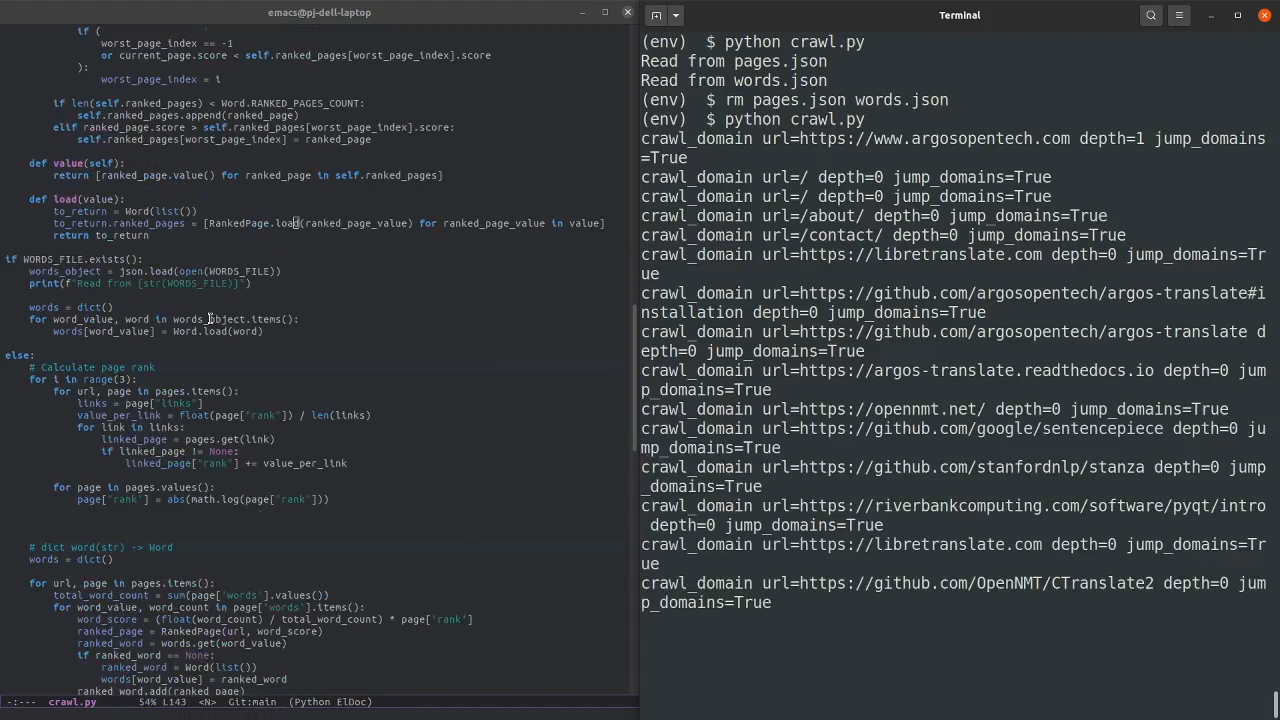 emacs@pj-dell-laptop
if (
worst_page_index == -1
or current_page.score < self.ranked_pages[worst_page_index].score
):
worst_page_index = i
if len(self.ranked_pages) < Word.RANKED_PAGES_COUNT:
self.ranked_pages.append(ranked_page)
elif ranked_page.score > self.ranked_pages[worst_page_index].score:
self.ranked_pages[worst_page_index] = ranked_page
def value(self):
return [ranked_page.value() for ranked_page in self.ranked_pages]
def load(value):
to_return = Word(list())
to_return.ranked_pages = [RankedPage.load(ranked_page_value) for ranked_page_value in value]
return to_return
if WORDS_FILE.exists():
words_object = json.load(open(WORDS_FILE))
print(f"Read from {str(WORDS_FILE)}")
words = dict()
for word_value, word in words_object.items():
words[word_value] = Word.load(word)
else:
# Calculate page rank
for i in range(3):
for url, page in pages.items():
links = page["links"]
value_per_link = float(page["rank"]) / len(links)
for link in links:
linked_page = pages.get(link)
if linked_page != None:
linked_page["rank"] += value_per_link
for page in pages.values():
page["rank"] = abs(math.log(page["rank"]))
# dict word(str) -> Word
words = dict()
for url, page in pages.items():
total_word_count = sum(page['words'].values())
for word_value, word_count in page['words'].items():
word_score = (float(word_count) / total_word_count) * page['rank']
ranked_page = RankedPage(url, word_score)
ranked_word = words.get(word_value)
if ranked_word == None:
ranked_word = Word(list())
words[word_value] = ranked_word
ranked_word.add(ranked_page)
-:--- crawl.py 54% L143 <N> Git:main (Python ElDoc)
Terminal
(env) $ python crawl.py
Read from pages.json
Read from words.json
(env) $ rm pages.json words.json
(env) $ python crawl.py
crawl_domain url=https://www.argosopentech.com depth=1 jump_domains
=True
crawl_domain url=/ depth=0 jump_domains=True
crawl_domain url=/ depth=0 jump_domains=True
crawl_domain url=/about/ depth=0 jump_domains=True
crawl_domain url=/contact/ depth=0 jump_domains=True
crawl_domain url=https://libretranslate.com depth=0 jump_domains=Tr
ue
crawl_domain url=https://github.com/argosopentech/argos-translate#i
nstallation depth=0 jump_domains=True
crawl_domain url=https://github.com/argosopentech/argos-translate d
epth=0 jump_domains=True
crawl_domain url=https://argos-translate.readthedocs.io depth=0 jum
p_domains=True
crawl_domain url=https://opennmt.net/ depth=0 jump_domains=True
crawl_domain url=https://github.com/google/sentencepiece depth=0 ju
mp_domains=True
crawl_domain url=https://github.com/stanfordnlp/stanza depth=0 jump
_domains=True
crawl_domain url=https://riverbankcomputing.com/software/pyqt/intro
depth=0 jump_domains=True
crawl_domain url=https://libretranslate.com depth=0 jump_domains=Tr
ue
crawl_domain url=https://github.com/OpenNMT/CTranslate2 depth=0 jum
p_domains=True